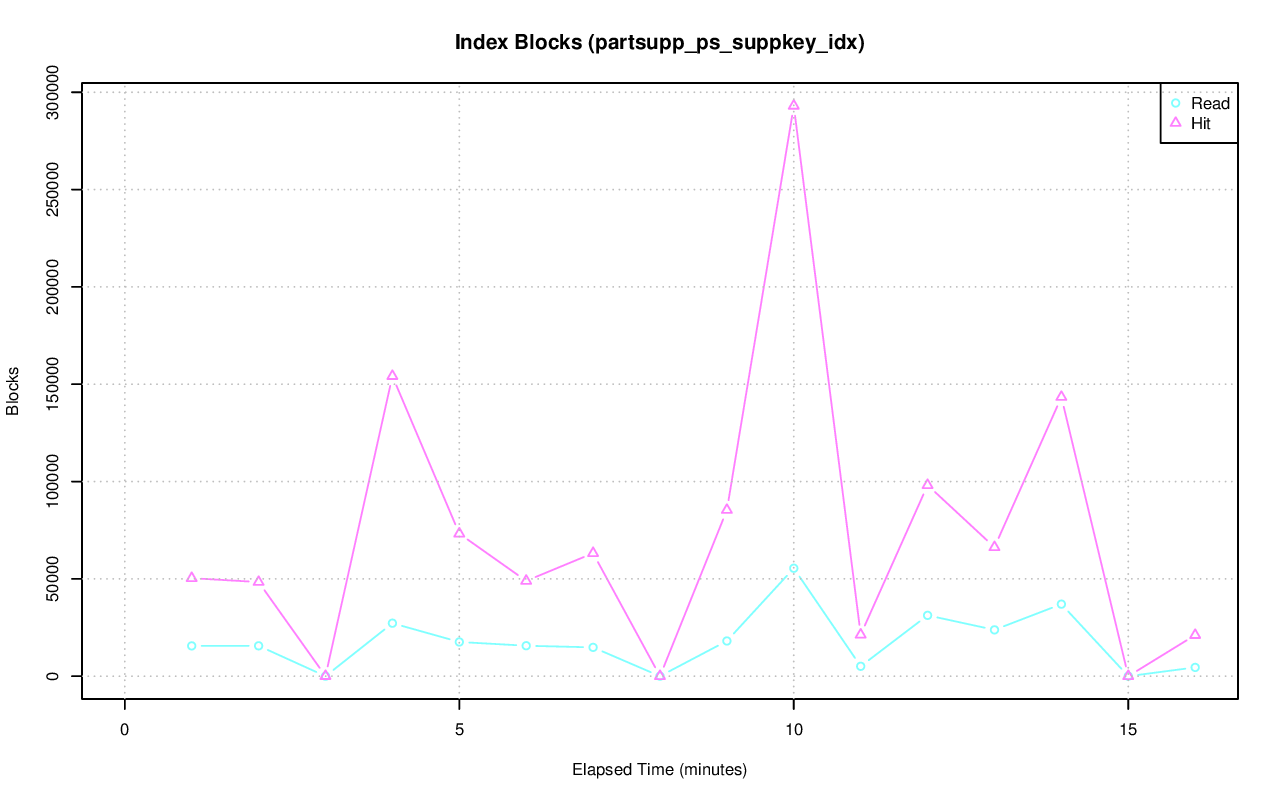 Index Blocks (partsupp_ps_suppkey_idx)
Read
Hit
Blocks
300000
250000
200000
150000
100000
50000
0
0 5 10 15
Elapsed Time (minutes)